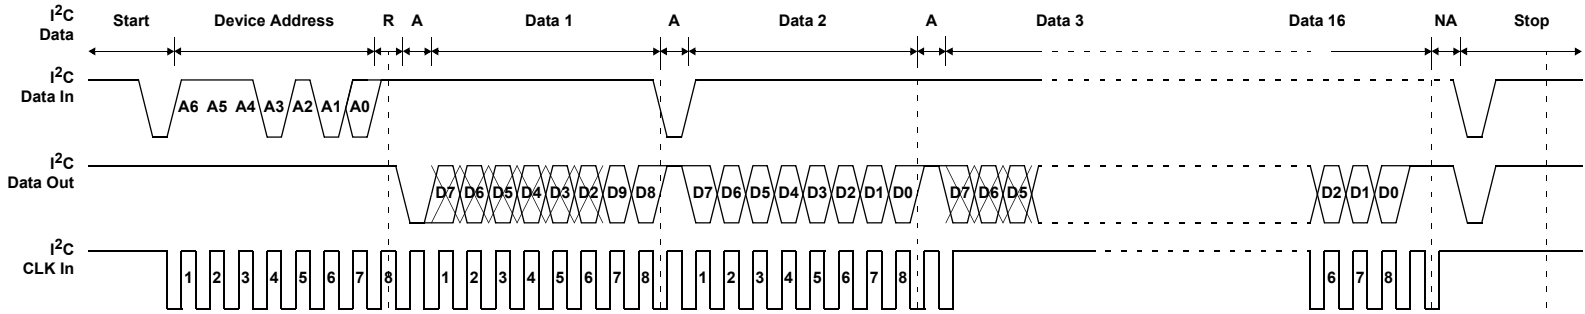 I²C Data
Start Device Address R A Data 1 A Data 2 A Data 3 Data 16 NA Stop
I²C Data In
A6 A5 A4 A3 A2 A1 A0
I²C Data Out
D7 D6 D5 D4 D3 D2 D9 D8 D7 D6 D5 D4 D3 D2 D1 D0 D7 D6 D5 D2 D1 D0
I²C CLK In
1 2 3 4 5 6 7 8 1 2 3 4 5 6 7 8 1 2 3 4 5 6 7 8 6 7 8